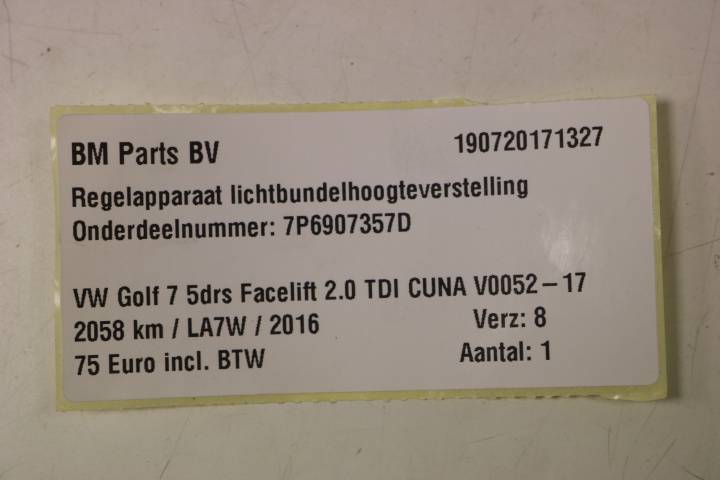 BM Parts BV 190720171327
Regelapparaat lichtbundelhoogteverstelling
Onderdeelnummer: 7P6907357D
VW Golf 7 5drs Facelift 2.0 TDI CUNA V0052-17
2058 km / LA7W / 2016 Verz: 8
75 Euro incl. BTW Aantal: 1